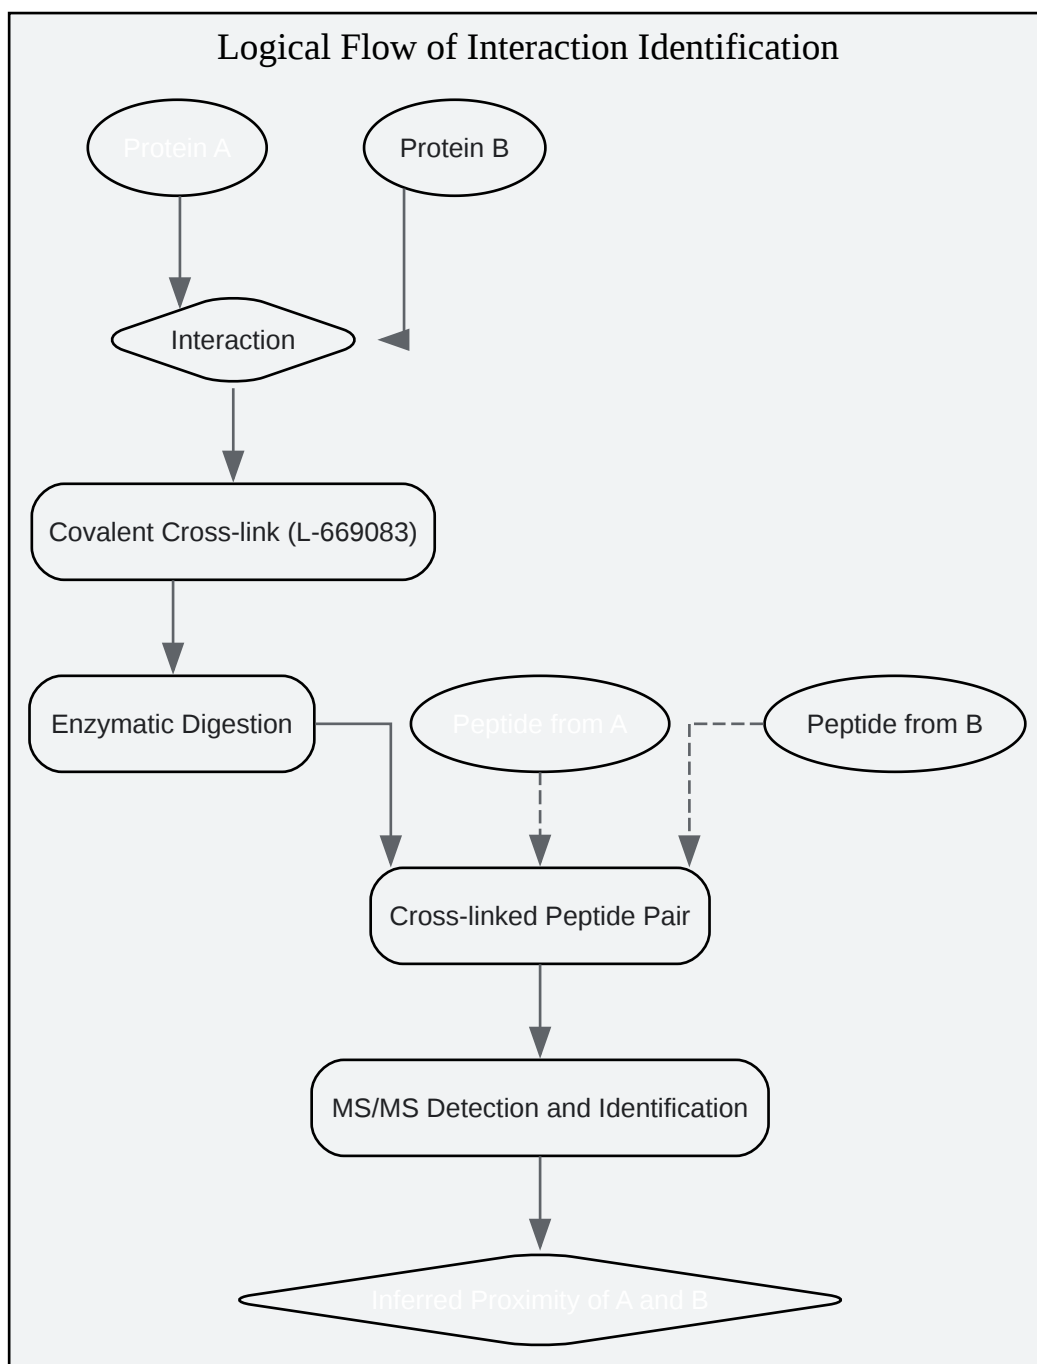 Logical Flow of Interaction Identification
Protein A
Protein B
Interaction
Covalent Cross-link (L-669083)
Enzymatic Digestion
Peptide from A
Peptide from B
Cross-linked Peptide Pair
MS/MS Detection and Identification
Inferred Proximity of A and B